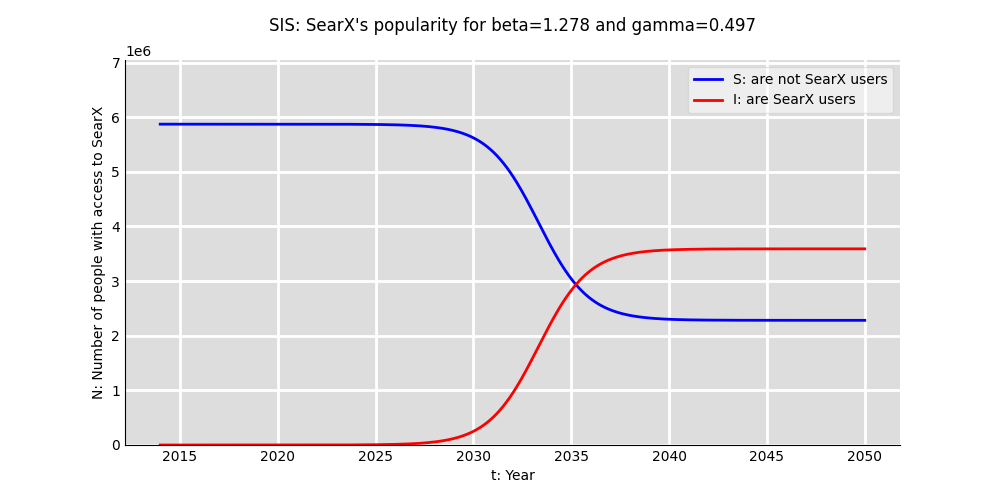 SIS: SearX's popularity for beta=1.278 and gamma=0.497
1e6
7
6
5
4
3
2
1
0
N: Number of people with access to SearX
S: are not SearX users
I: are SearX users
2015 2020 2025 2030 2035 2040 2045 2050
t: Year